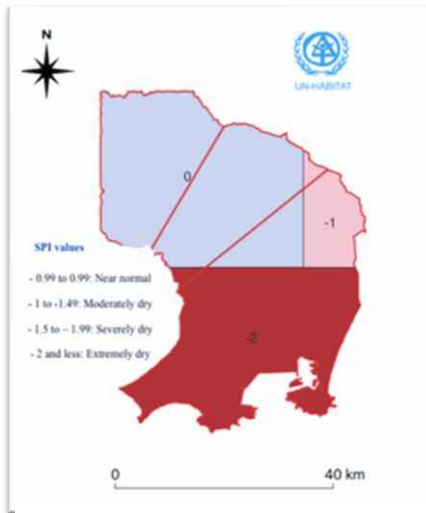 N
UN-HABITAT
0
-1
SPI values
- 0.99 to 0.99: Near normal
- 1 to -1.49: Moderately dry
- 1.5 to – 1.99: Severely dry
- 2 and less: Extremely dry
-2
0 40 km